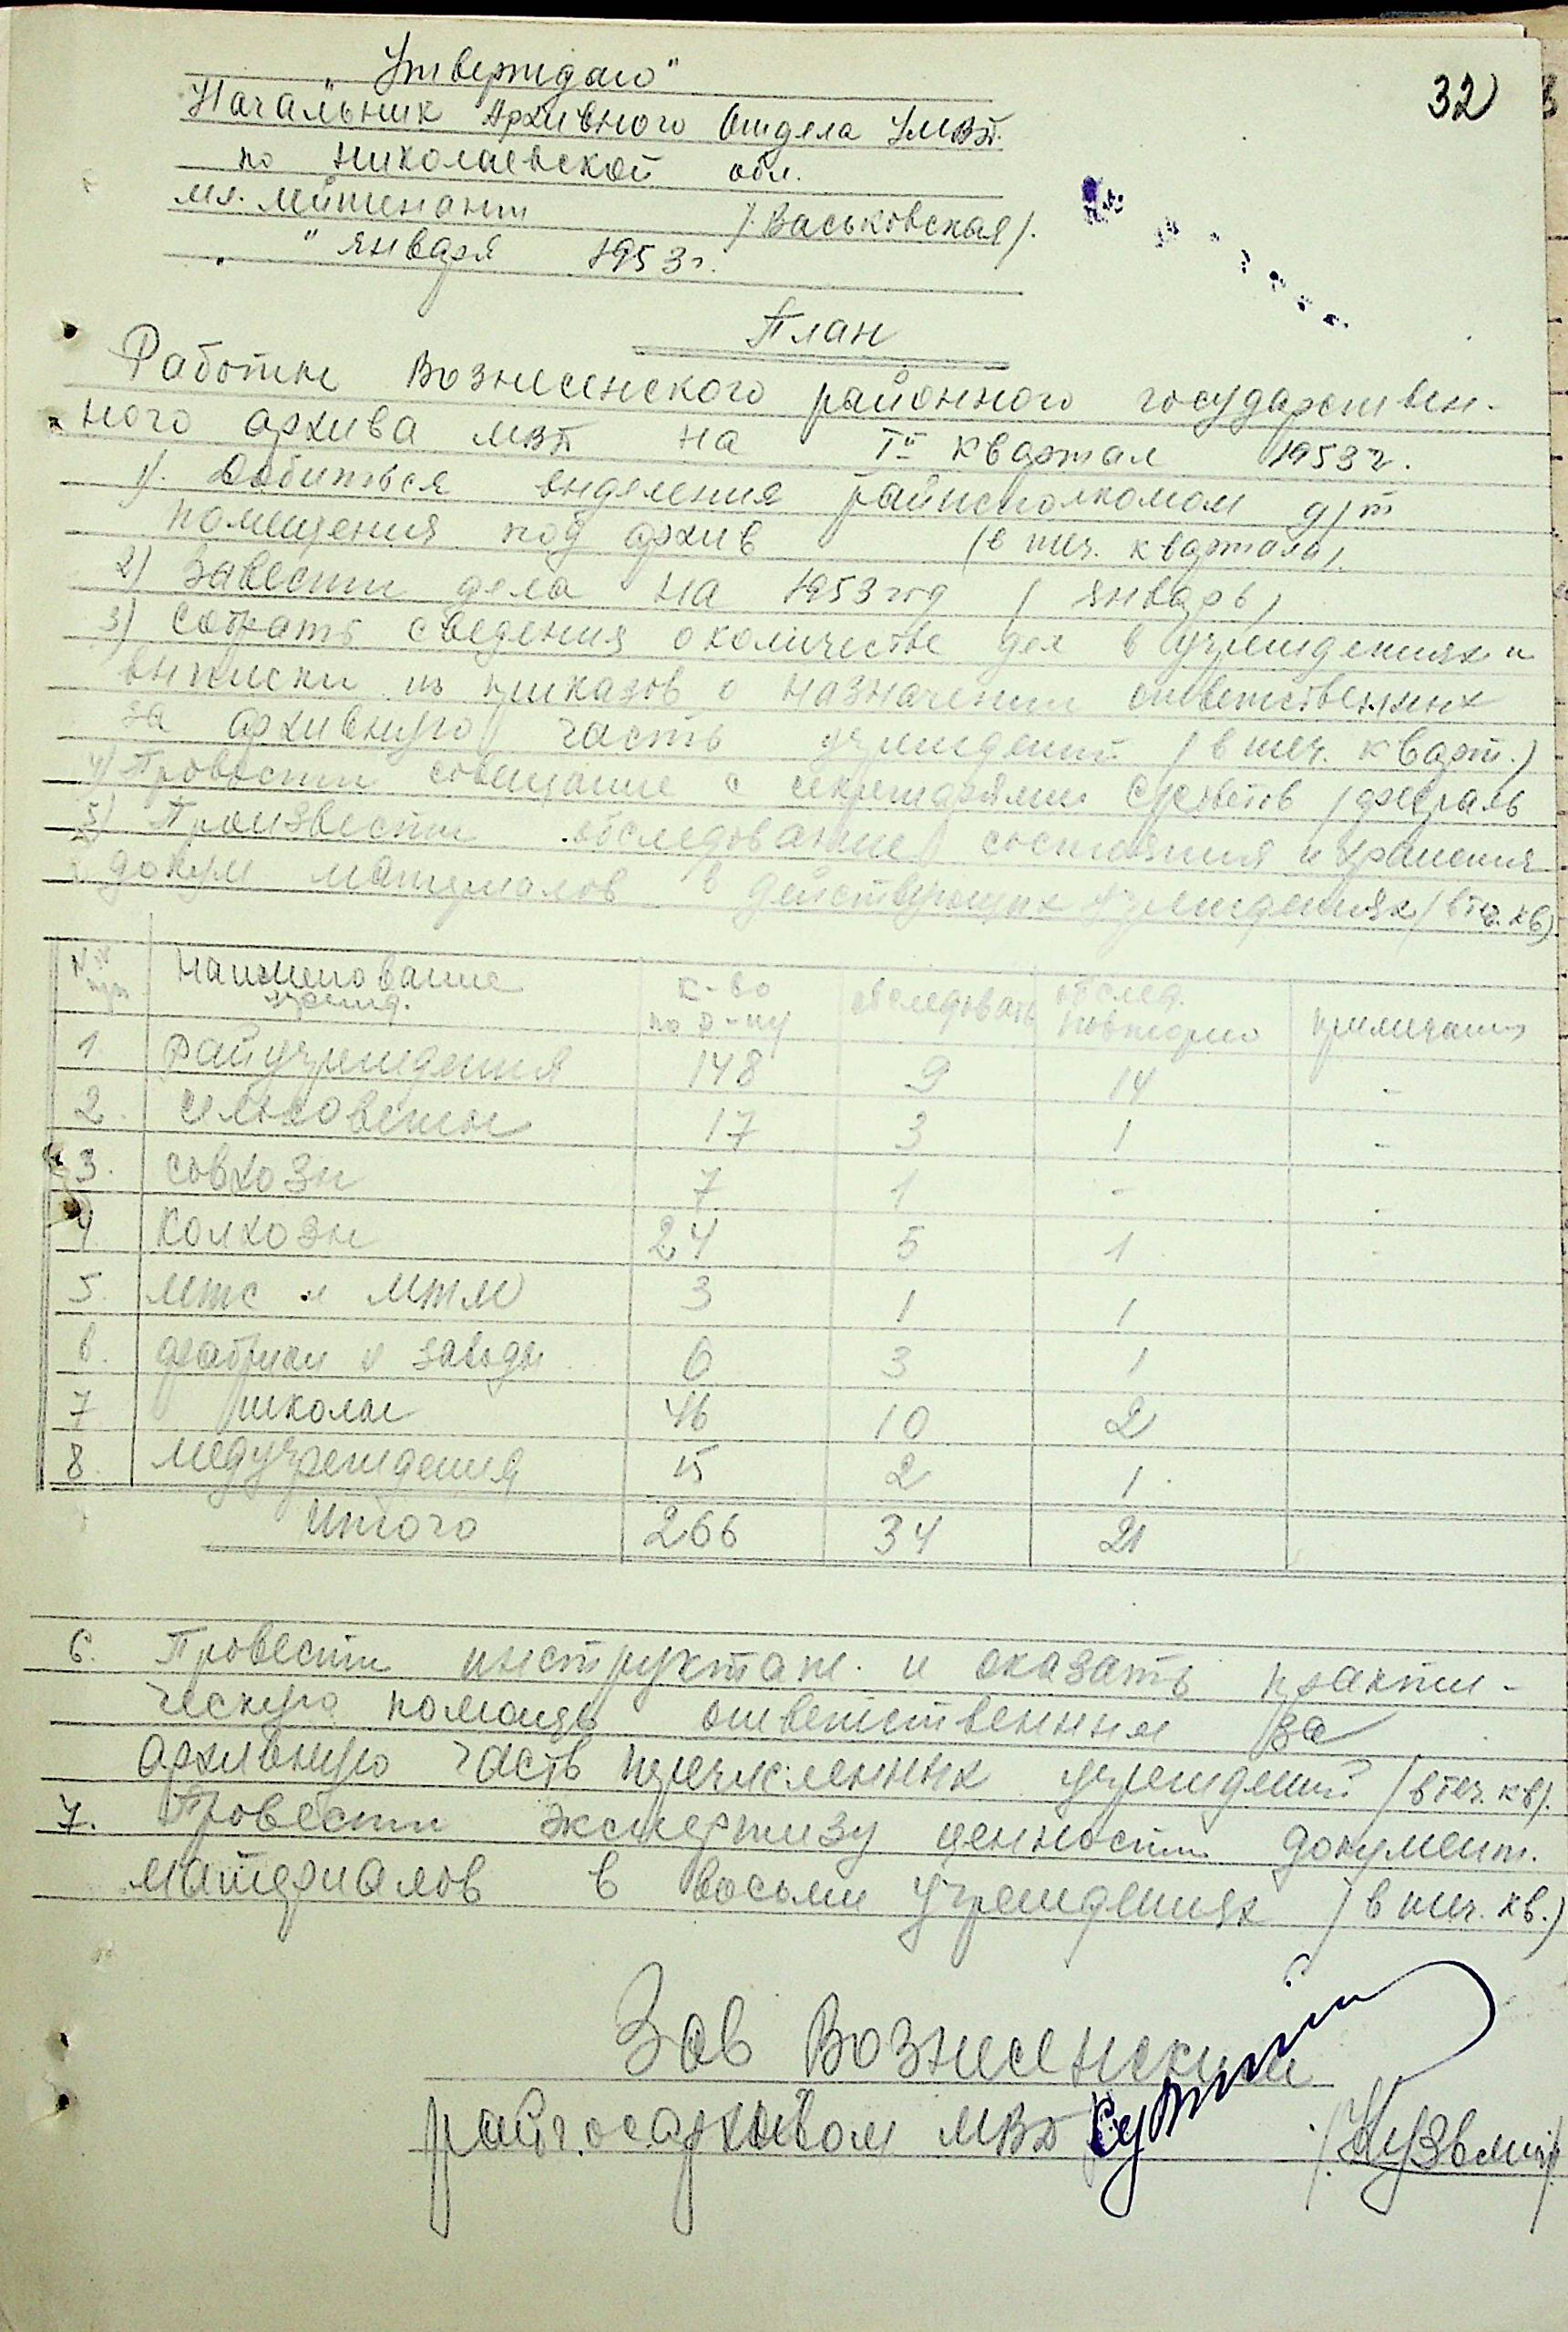 „Утверждаю"
32
Начальник Архивного Отдела УМВД
по Николаевской обл.
мл. лейтенант /Васьковская/.
„ " января 1953 г.
План
Работы Вознесенского районного государствен-
ного архива МВД на I й квартал 1953 г.
1). Добиться выделения райисполкомом д/т
помещения под архив (в теч. квартала).
2) Завести дела на 1953 год (январь)
3) Собрать сведения о количестве дел в учреждениях и
выписки из приказов о назначении ответственных
за архивную часть учреждений (в теч. кварт.)
4) Провести совещание с секретарями с/советов (февраль
5) Произвести обследование состояния и хранения
докум материалов в действующих учреждениях (в теч. кв)
№№ Наименование учрежд. к-во по р-ну обследовать обслед. повторно примечания
1. Райучреждения 148 9 14 -
2. сельсоветы 17 3 1 -
3. совхозы 7 1 - -
4 Колхозы 24 5 1 -
5. МТС и МТМ 3 1 1
6. фабрики и заводы 6 3 1
7 школы 46 10 2
8. медучреждения 15 2 1
Итого 266 34 21
6. Провести инструктаж и оказать практи-
ческую помощь ответственным за
архивную часть перечисленных учреждений (в теч. кв).
7. Провести экспертизу ценности документ.
материалов в восьми учреждениях (в теч. кв.)
Зав Вознесенским
райгосархивом МВД /Кузьмин/